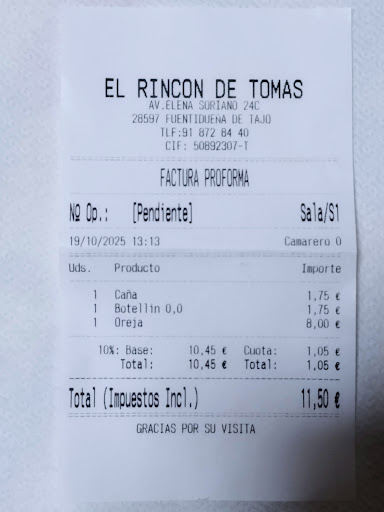 EL RINCON DE TOMAS
AV.ELENA SORIANO 24C
28597 FUENTIDUEÑA DE TAJO
TLF:91 872 84 40
CIF: 50892307-T
FACTURA PROFORMA
Nº Op.: [Pendiente] Sala/S1
19/10/2025 13:13 Camarero 0
Uds. Producto Importe
1 Caña 1,75 €
1 Botellin 0,0 1,75 €
1 Oreja 8,00 €
10%: Base: 10,45 € Cuota: 1,05 €
Total: 10,45 € Total: 1,05 €
Total (Impuestos Incl.) 11,50 €
GRACIAS POR SU VISITA